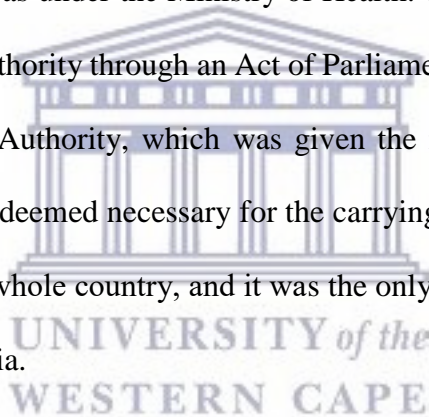 as under the Ministry of Health.
thority through an Act of Parliame
Authority, which was given the
deemed necessary for the carrying
whole country, and it was the only
UNIVERSITY of the
ia.
WESTERN CAPE